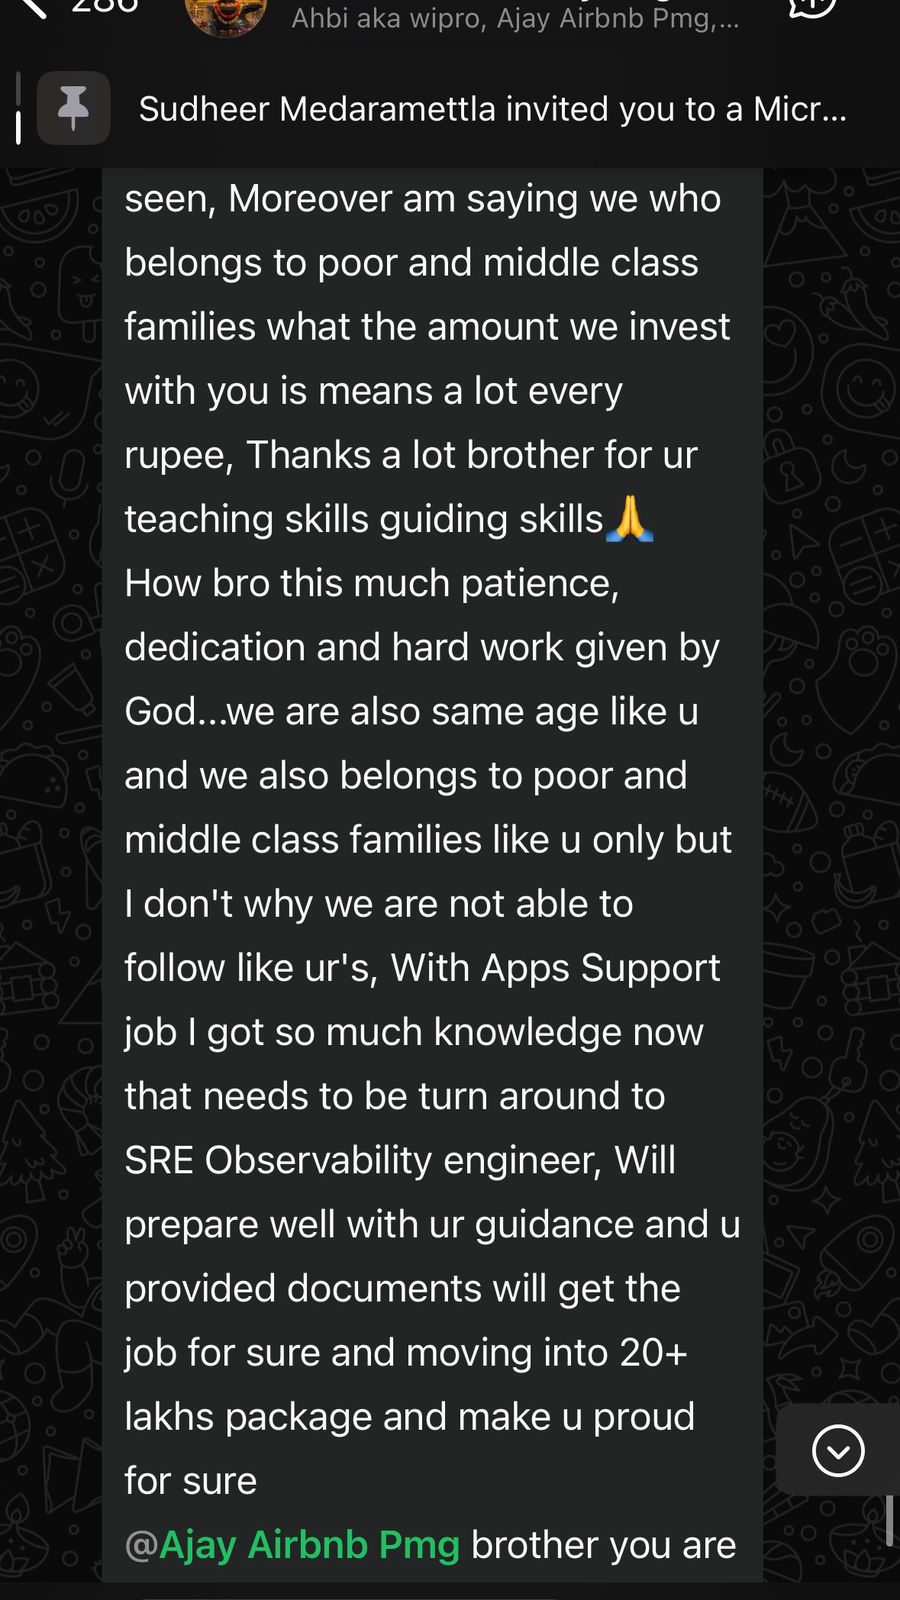 286
Ahbi aka wipro, Ajay Airbnb Pmg,...
Sudheer Medaramettla invited you to a Micr...
seen, Moreover am saying we who
belongs to poor and middle class
families what the amount we invest
with you is means a lot every
rupee, Thanks a lot brother for ur
teaching skills guiding skills🙏
How bro this much patience,
dedication and hard work given by
God...we are also same age like u
and we also belongs to poor and
middle class families like u only but
I don't why we are not able to
follow like ur's, With Apps Support
job I got so much knowledge now
that needs to be turn around to
SRE Observability engineer, Will
prepare well with ur guidance and u
provided documents will get the
job for sure and moving into 20+
lakhs package and make u proud
for sure
@Ajay Airbnb Pmg brother you are